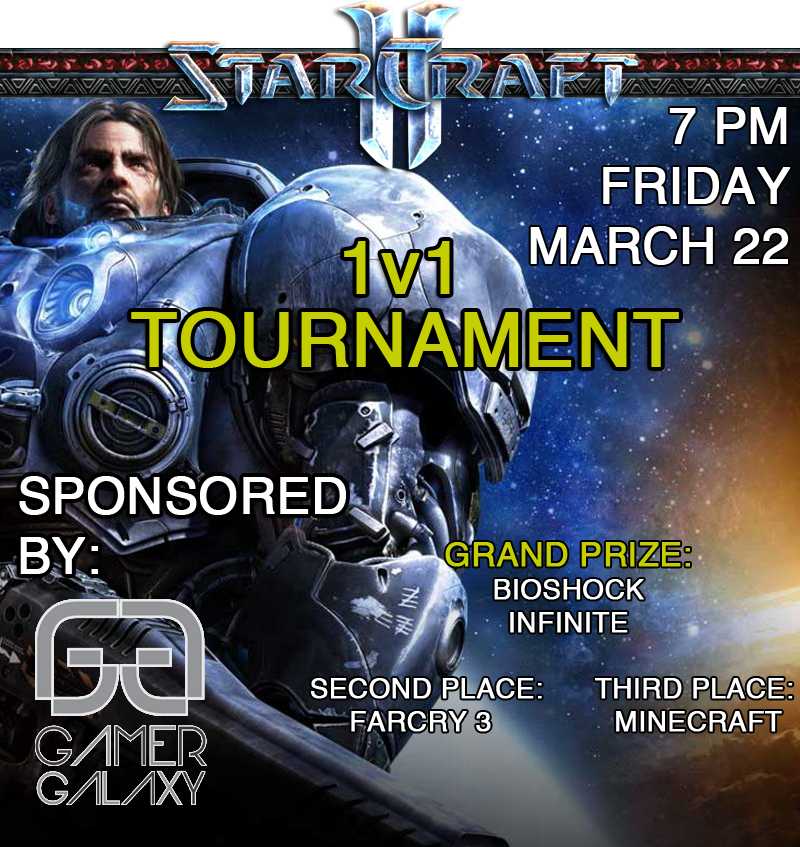 STARCRAFT II
7 PM
FRIDAY
MARCH 22
1v1
TOURNAMENT
SPONSORED
BY:
GRAND PRIZE:
BIOSHOCK
INFINITE
SECOND PLACE:
FARCRY 3
THIRD PLACE:
MINECRAFT
GG
GAMER
GALAXY